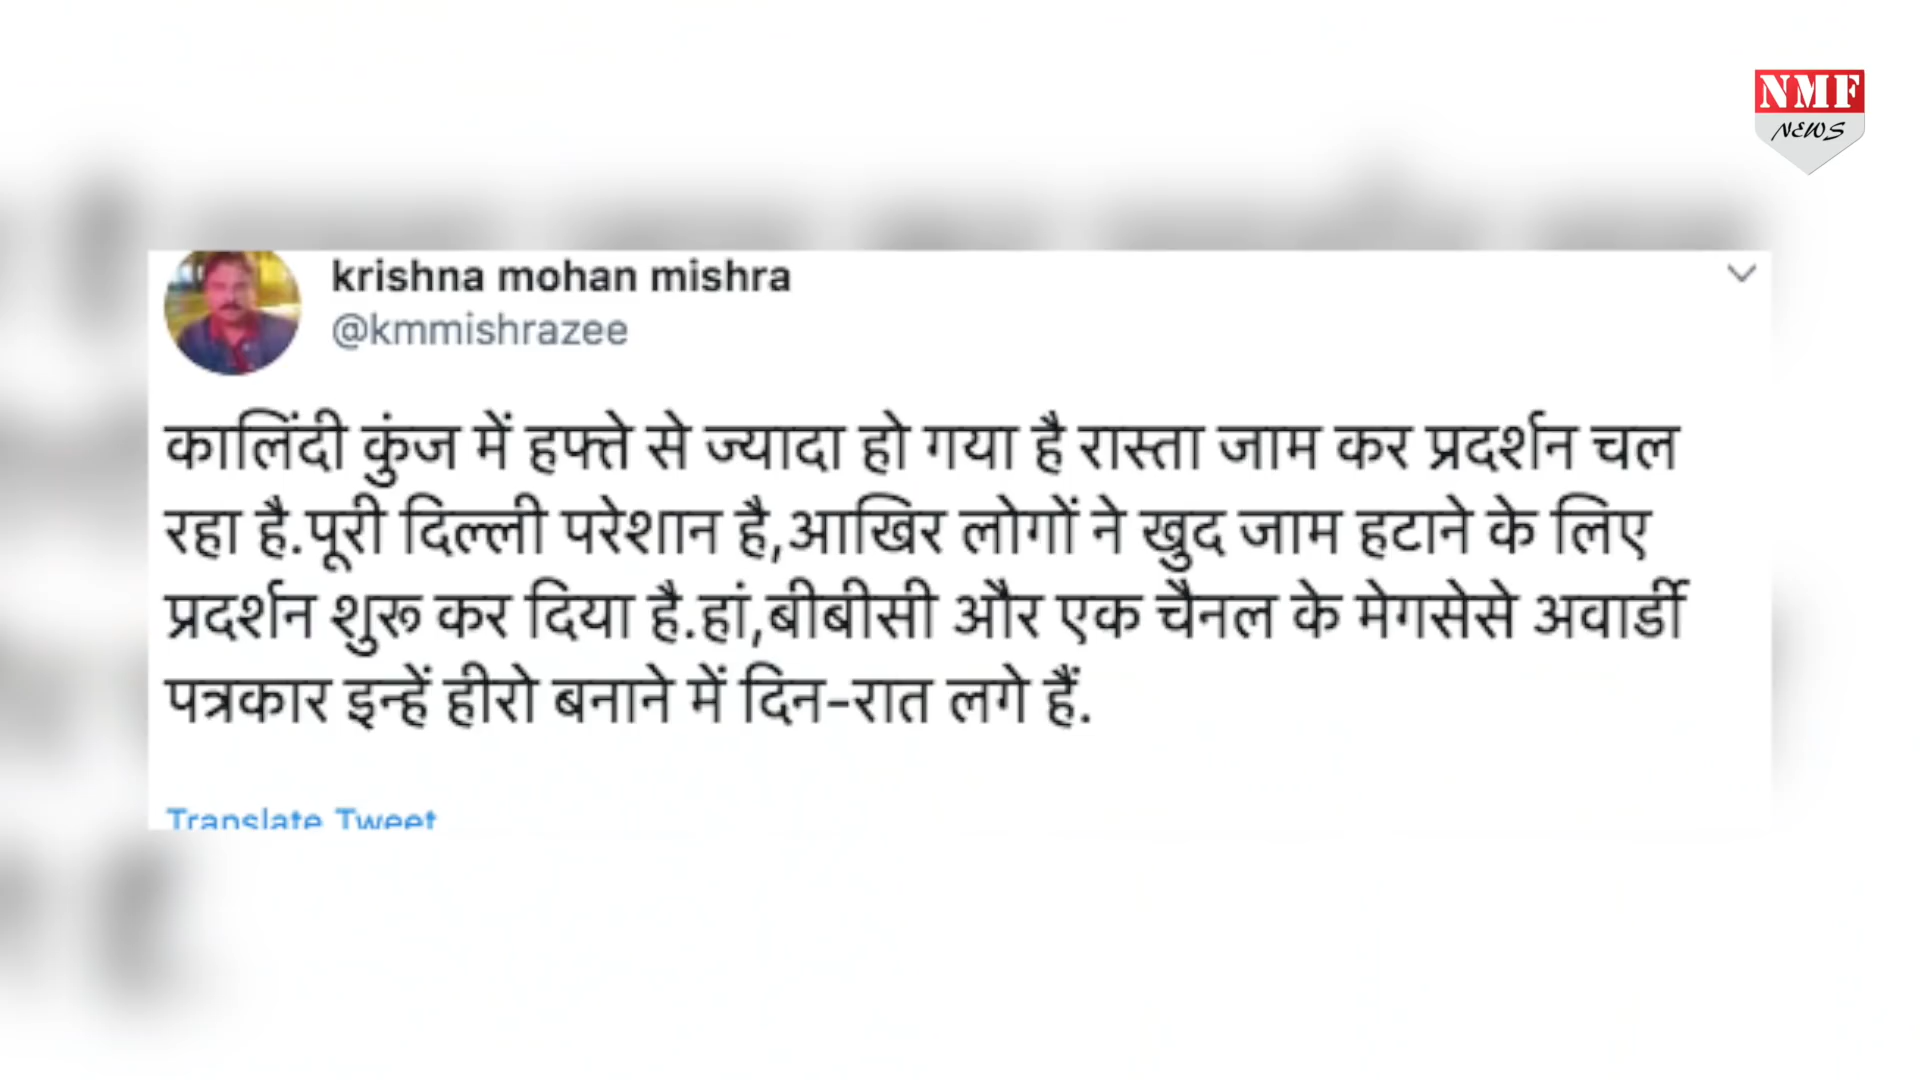 NMF
NEWS
krishna mohan mishra
@kmmishrazee
कालिंदी कुंज में हफ्ते से ज्यादा हो गया है रास्ता जाम कर प्रदर्शन चल
रहा है.पूरी दिल्ली परेशान है,आखिर लोगों ने खुद जाम हटाने के लिए
प्रदर्शन शुरू कर दिया है.हां,बीबीसी और एक चैनल के मेगसेसे अवार्डी
पत्रकार इन्हें हीरो बनाने में दिन-रात लगे हैं.
Translate Tweet